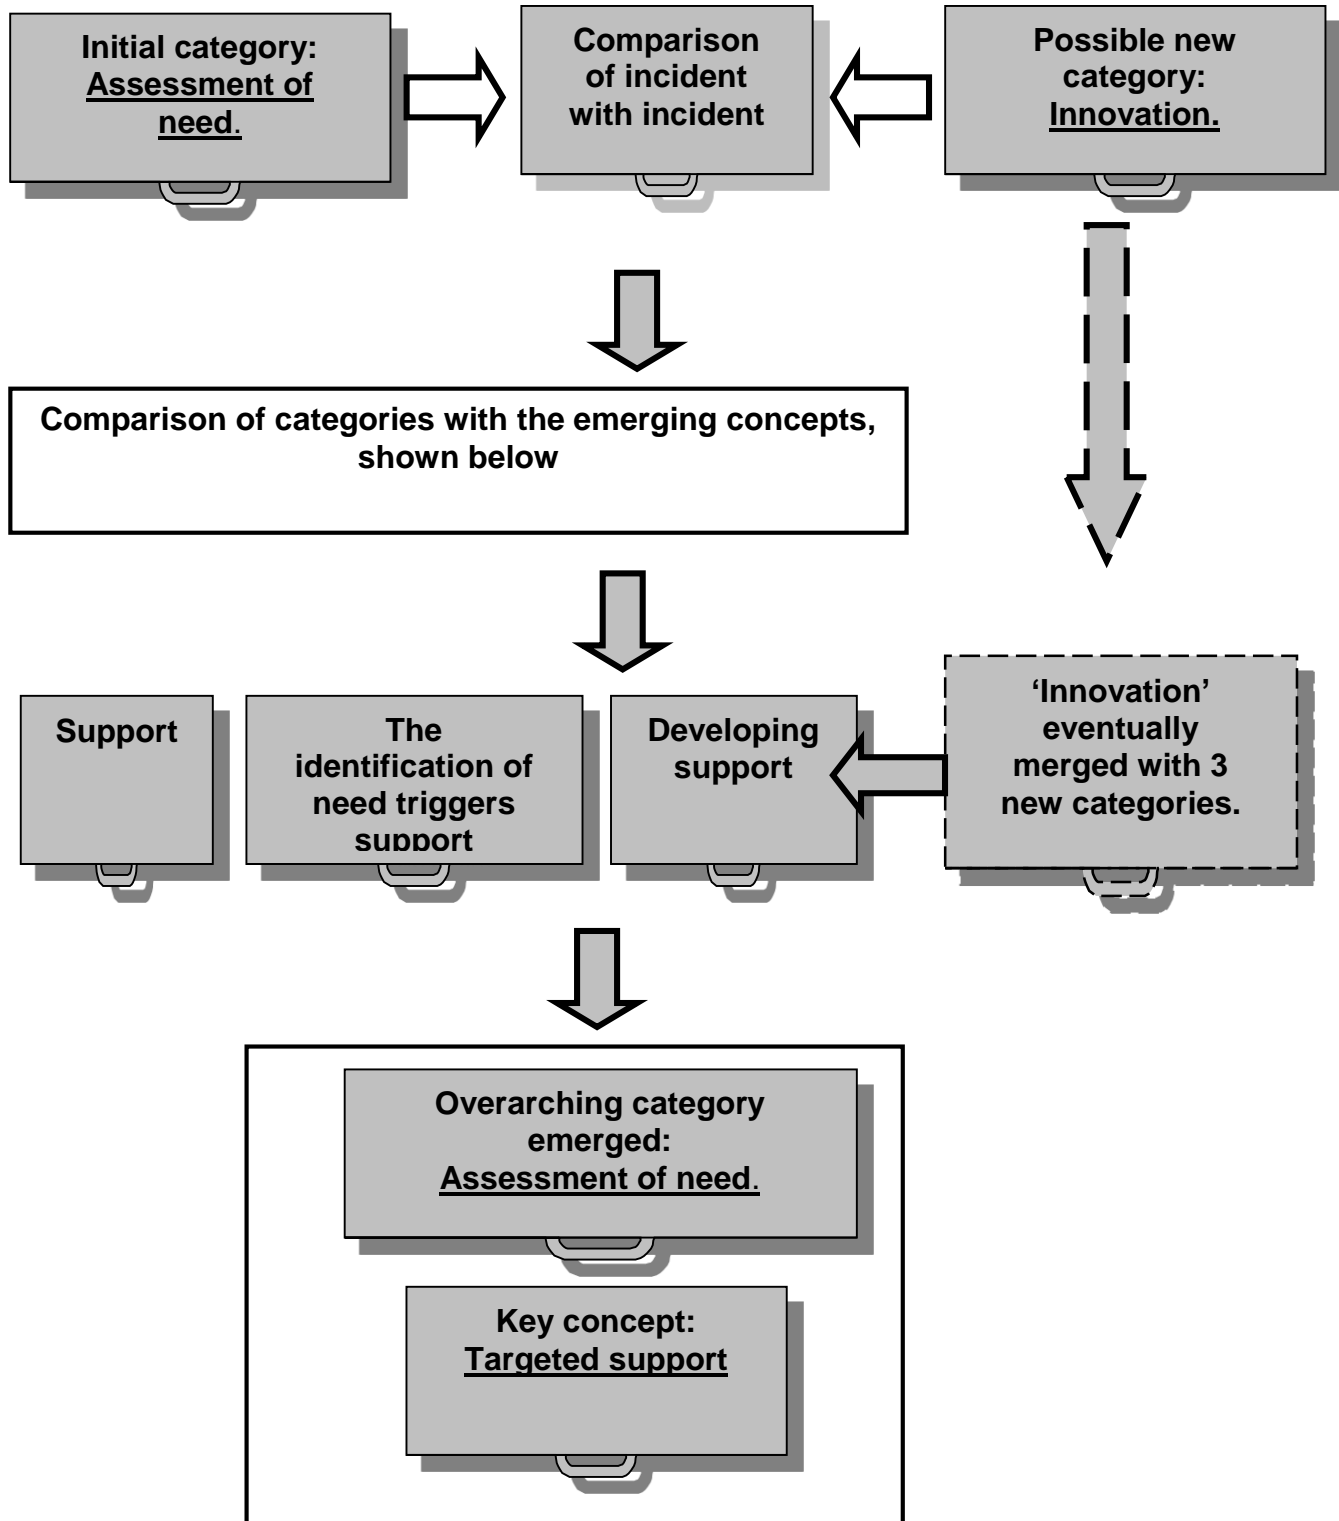 Initial category:
Assessment of
need.
Comparison
of incident
with incident
Possible new
category:
Innovation.
Comparison of categories with the emerging concepts,
shown below
Support
The
identification of
need triggers
support
Developing
support
‘Innovation’
eventually
merged with 3
new categories.
Overarching category
emerged:
Assessment of need.
Key concept:
Targeted support